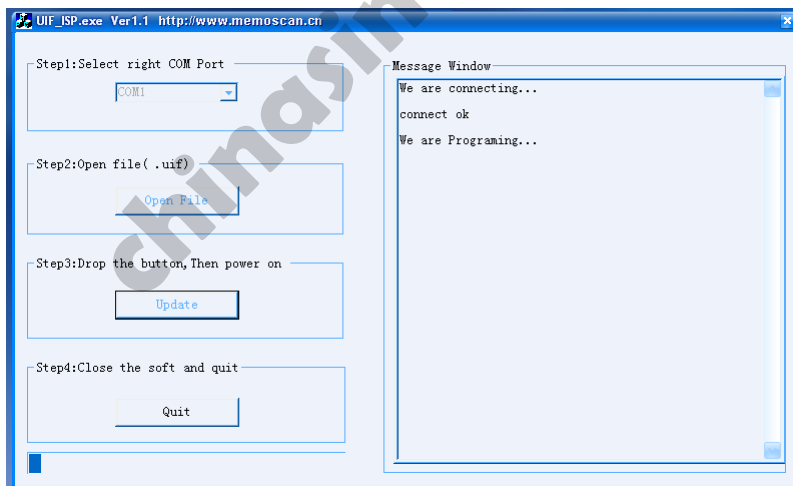 UIF_ISP.exe Ver1.1 http://www.memoscan.cn
Step1:Select right COM Port
COM1
Step2:Open file( .uif)
Open File
Step3:Drop the button,Then power on
Update
Step4:Close the soft and quit
Quit
Message Window
We are connecting...
connect ok
We are Programing...
chinasin